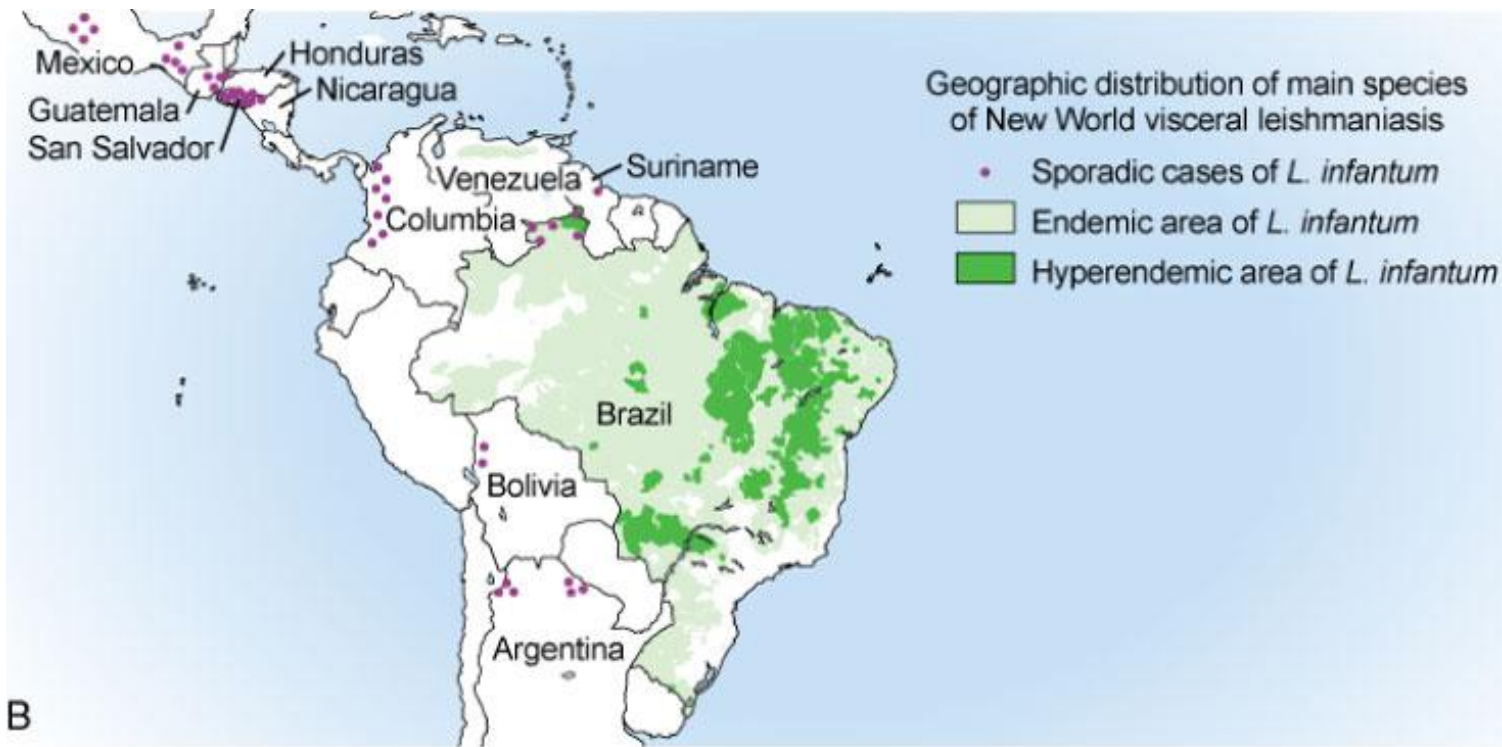 Mexico
Honduras
Nicaragua
Guatemala
San Salvador
Geographic distribution of main species
of New World visceral leishmaniasis
Sporadic cases of L. infantum
Endemic area of L. infantum
Hyperendemic area of L. infantum
Suriname
Venezuela
Columbia
Brazil
Bolivia
Argentina
B